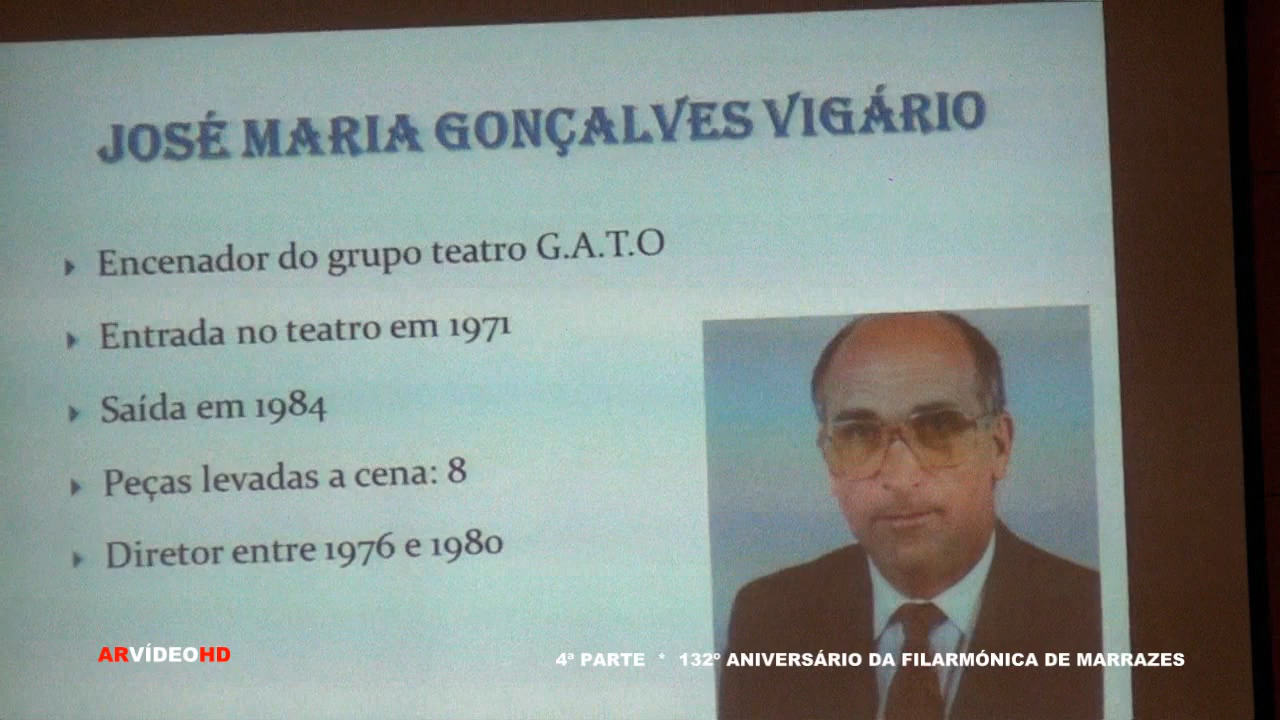 JOSÉ MARIA GONÇALVES VIGÁRIO
Encenador do grupo teatro G.A.T.O
Entrada no teatro em 1971
Saída em 1984
Peças levadas a cena: 8
Diretor entre 1976 e 1980
ARVÍDEOHD
4ª PARTE * 132º ANIVERSÁRIO DA FILARMÓNICA DE MARRAZES